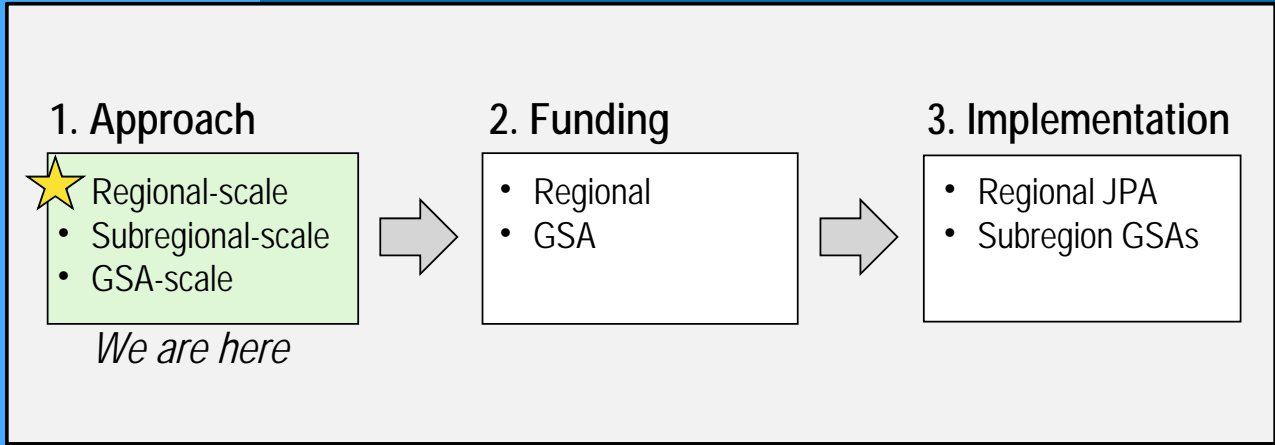 1. Approach
Regional-scale
• Subregional-scale
• GSA-scale
We are here
2. Funding
• Regional
• GSA
3. Implementation
• Regional JPA
• Subregion GSAs